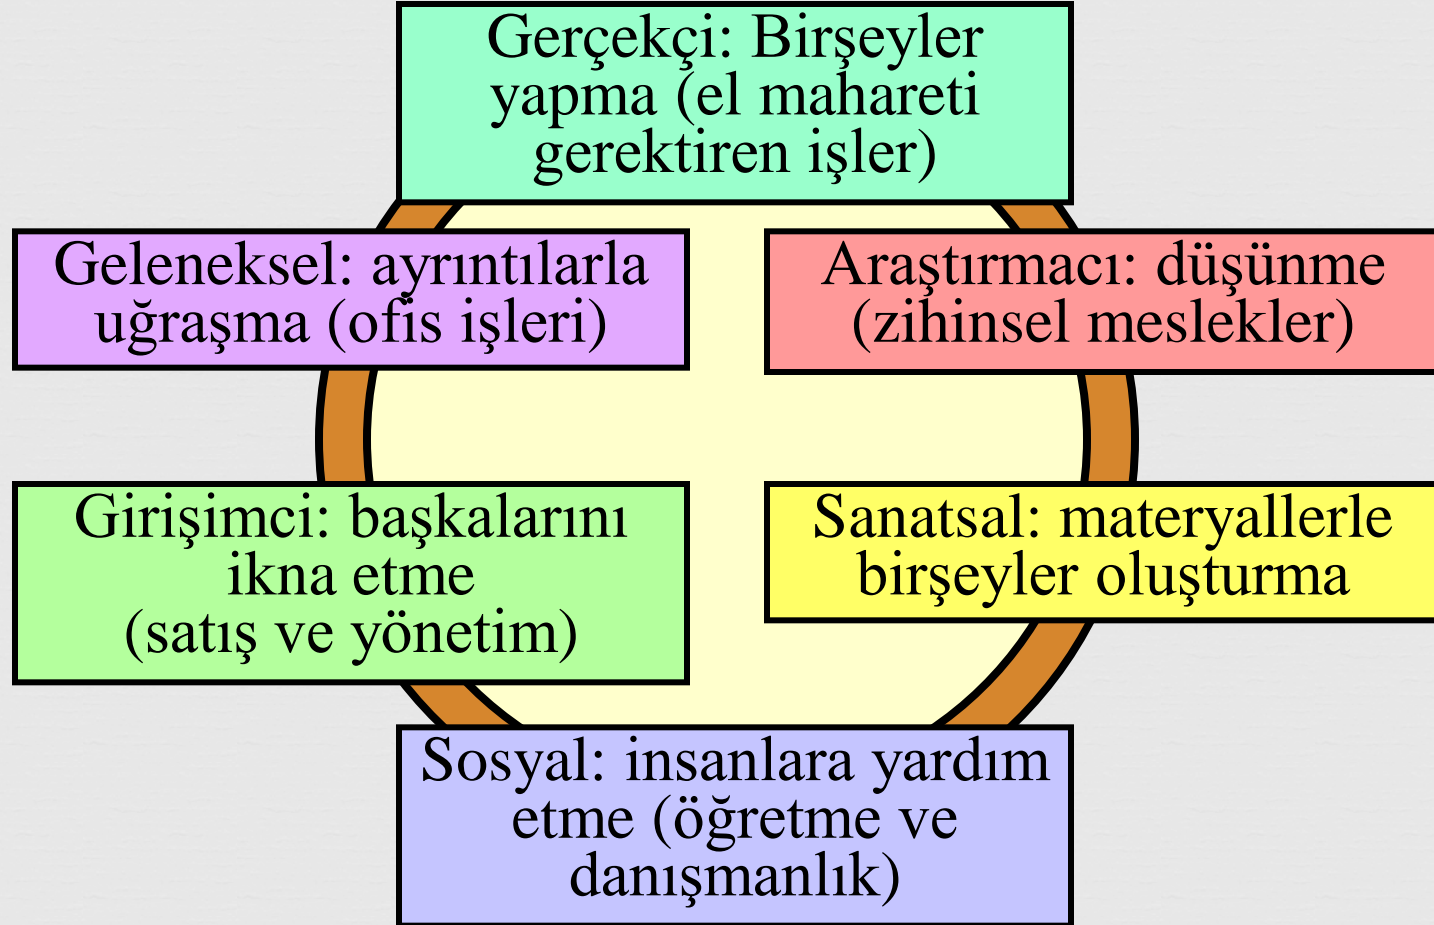 Gerçekçi: Birşeyler
yapma (el mahareti
gerektiren işler)
Geleneksel: ayrıntılarla
uğraşma (ofis işleri)
Araştırmacı: düşünme
(zihinsel meslekler)
Girişimci: başkalarını
ikna etme
(satış ve yönetim)
Sanatsal: materyallerle
birşeyler oluşturma
Sosyal: insanlara yardım
etme (öğretme ve
danışmanlık)